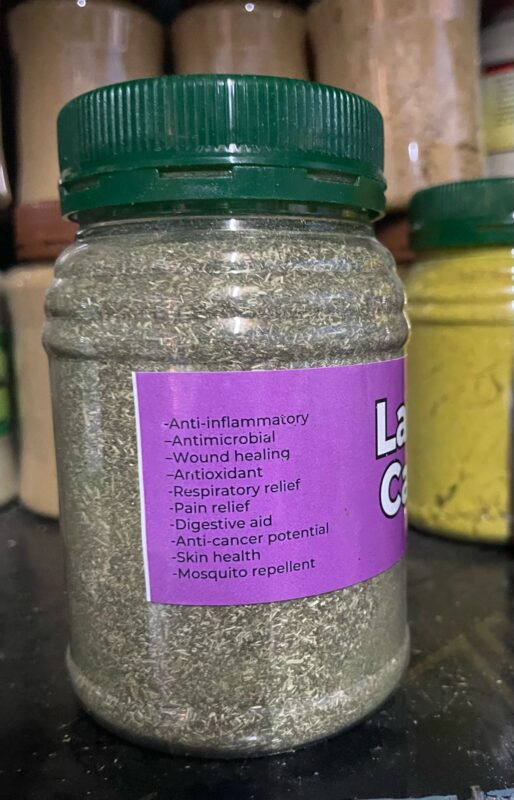 -Anti-inflammatory
-Antimicrobial
-Wound healing
-Antioxidant
-Respiratory relief
-Pain relief
-Digestive aid
-Anti-cancer potential
-Skin health
-Mosquito repellent
La
Ca